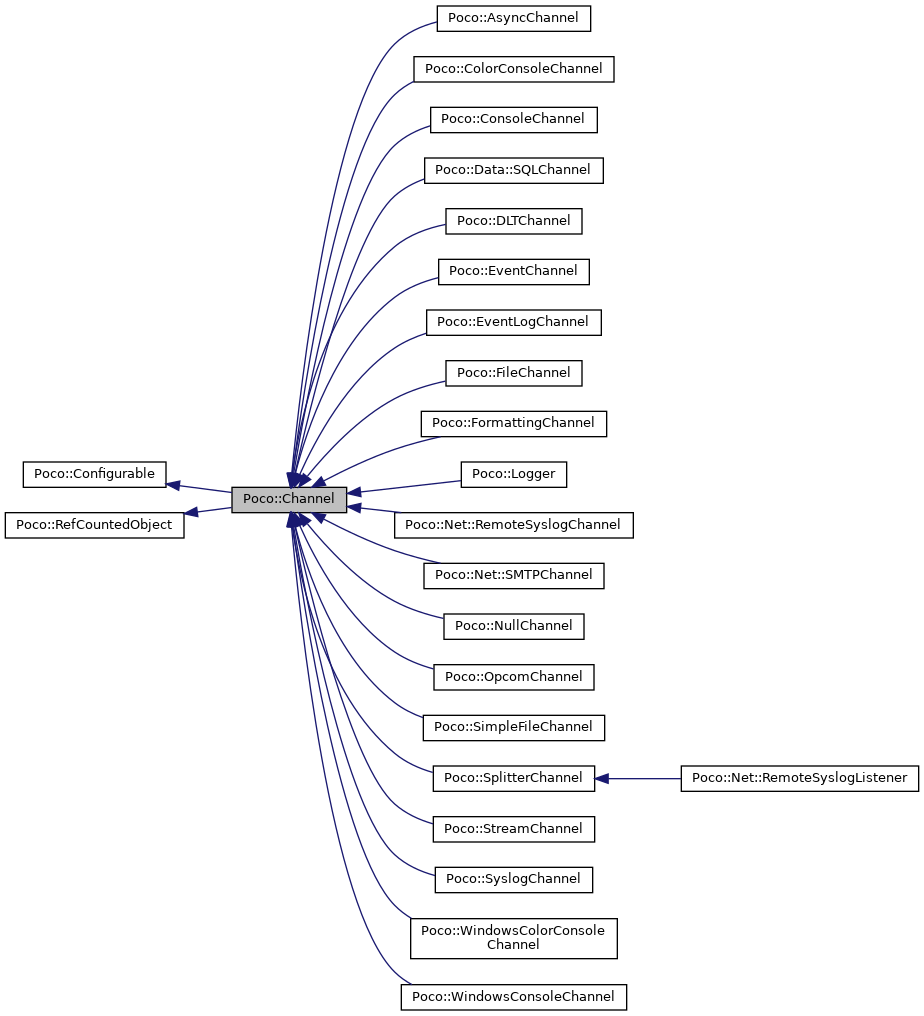 Poco::AsyncChannel
Poco::ColorConsoleChannel
Poco::ConsoleChannel
Poco::Data::SQLChannel
Poco::DLTChannel
Poco::EventChannel
Poco::EventLogChannel
Poco::FileChannel
Poco::FormattingChannel
Poco::Configurable
Poco::Logger
Poco::Channel
Poco::RefCountedObject
Poco::Net::RemoteSyslogChannel
Poco::Net::SMTPChannel
Poco::NullChannel
Poco::OpcomChannel
Poco::SimpleFileChannel
Poco::SplitterChannel
Poco::Net::RemoteSyslogListener
Poco::StreamChannel
Poco::SyslogChannel
Poco::WindowsColorConsole
Channel
Poco::WindowsConsoleChannel